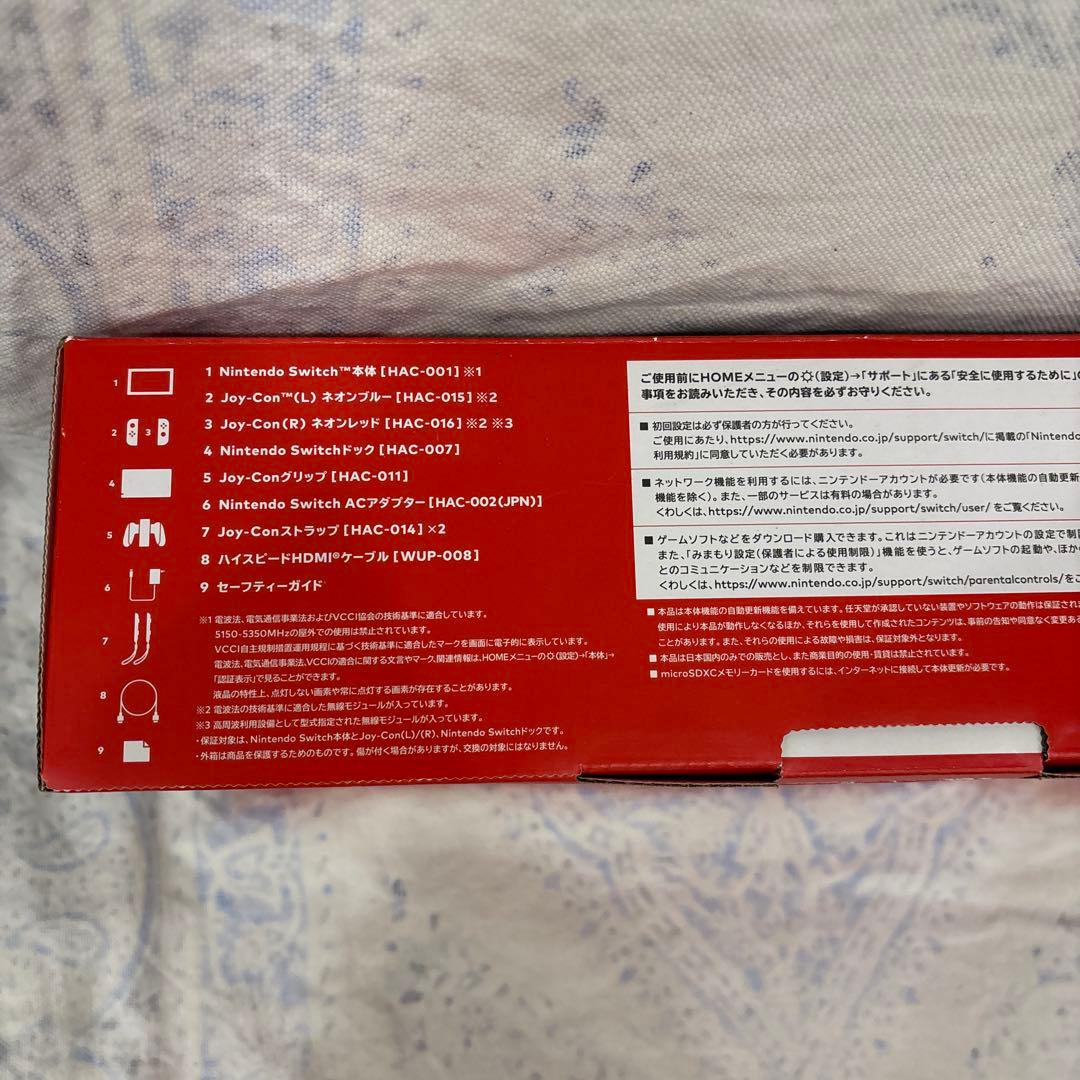 1 Nintendo Switch™本体 [HAC-001] ※1
2 Joy-Con™(L) ネオンブルー [HAC-015] ※2
3 Joy-Con(R) ネオンレッド [HAC-016] ※2 ※3
4 Nintendo Switchドック [HAC-007]
5 Joy-Conグリップ [HAC-011]
6 Nintendo Switch ACアダプター [HAC-002(JPN)]
7 Joy-Conストラップ [HAC-014] ×2
8 ハイスピードHDMI®ケーブル [WUP-008]
9 セーフティーガイド
1
2
3
4
5
6
7
8
9
※1 電波法、電気通信事業法およびVCCI協会の技術基準に適合しています。
5150-5350MHzの屋外での使用は禁止されています。
VCCI自主規制措置運用規程に基づく技術基準に適合したマークを画面に電子的に表示しています。
電波法、電気通信事業法、VCCIの適合に関する文言やマーク、関連情報は、HOMEメニューの(設定)→「本体」→
「認証表示」で見ることができます。
液晶の特性上、点灯しない画素や常に点灯する画素が存在することがあります。
※2 電波法の技術基準に適合した無線モジュールが入っています。
※3 高周波利用設備として型式指定された無線モジュールが入っています。
・保証対象は、Nintendo Switch本体とJoy-Con(L)/(R)、Nintendo Switchドックです。
・外箱は商品を保護するためのものです。傷が付く場合がありますが、交換の対象にはなりません。
ご使用前にHOMEメニューの(設定)→「サポート」にある「安全に使用するために」の
事項をお読みいただき、その内容を必ずお守りください。
■ 初回設定は必ず保護者の方が行ってください。
ご使用にあたり、https://www.nintendo.co.jp/support/switch/に掲載の「Nintendo
利用規約」に同意していただく必要があります。
■ ネットワーク機能を利用するには、ニンテンドーアカウントが必要です(本体機能の自動更新
機能を除く)。また、一部のサービスは有料の場合があります。
くわしくは、https://www.nintendo.co.jp/support/switch/user/ をご覧ください。
■ ゲームソフトなどをダウンロード購入できます。これはニンテンドーアカウントの設定で制
また、「みまもり設定(保護者による使用制限)」機能を使うと、ゲームソフトの起動や、ほか
とのコミュニケーションなどを制限できます。
くわしくは、https://www.nintendo.co.jp/support/switch/parentalcontrols/をご
■ 本品は本体機能の自動更新機能を備えています。任天堂が承認していない装置やソフトウェアの動作は保証され
使用により本品が動作しなくなるほか、それらを使用して作成されたコンテンツは、事前の告知や同意なく変更ある
ことがあります。また、それらの使用による故障や損害は、保証対象外となります。
■ 本品は日本国内のみでの販売とし、また商業目的の使用・賃貸は禁止されています。
■ microSDXCメモリーカードを使用するには、インターネットに接続して本体更新が必要です。